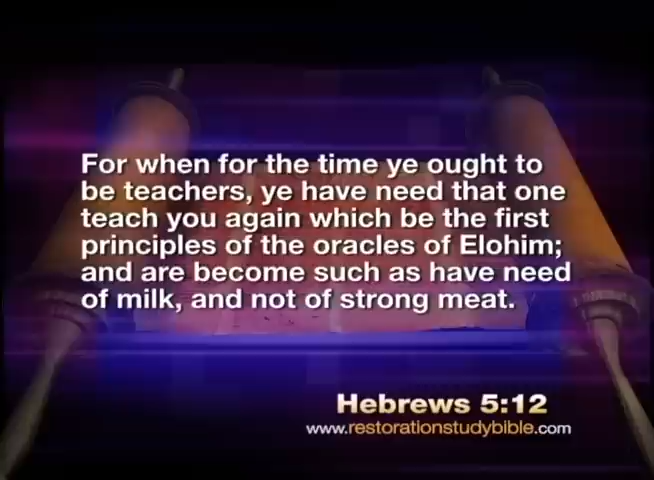 For when for the time ye ought to
be teachers, ye have need that one
teach you again which be the first
principles of the oracles of Elohim;
and are become such as have need
of milk, and not of strong meat.
Hebrews 5:12
www.restorationstudybible.com